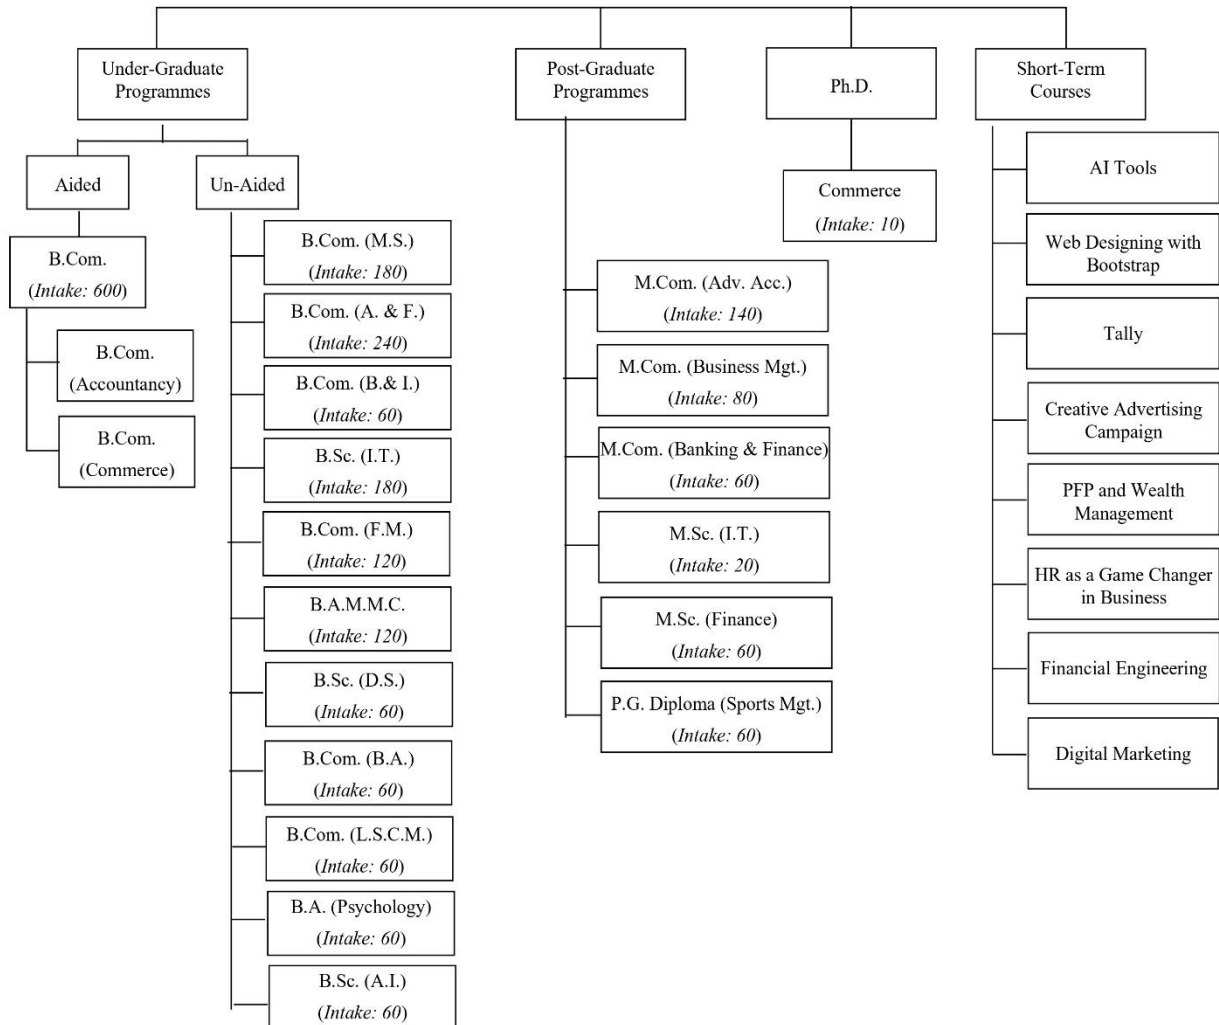 Under-Graduate
Programmes
Post-Graduate
Programmes
Ph.D.
Short-Term
Courses
Aided
Un-Aided
B.Com.
(Intake: 600)
B.Com.
(Accountancy)
B.Com.
(Commerce)
B.Com. (M.S.)
(Intake: 180)
B.Com. (A. & F.)
(Intake: 240)
B.Com. (B.& I.)
(Intake: 60)
B.Sc. (I.T.)
(Intake: 180)
B.Com. (F.M.)
(Intake: 120)
B.A.M.M.C.
(Intake: 120)
B.Sc. (D.S.)
(Intake: 60)
B.Com. (B.A.)
(Intake: 60)
B.Com. (L.S.C.M.)
(Intake: 60)
B.A. (Psychology)
(Intake: 60)
B.Sc. (A.I.)
(Intake: 60)
M.Com. (Adv. Acc.)
(Intake: 140)
M.Com. (Business Mgt.)
(Intake: 80)
M.Com. (Banking & Finance)
(Intake: 60)
M.Sc. (I.T.)
(Intake: 20)
M.Sc. (Finance)
(Intake: 60)
P.G. Diploma (Sports Mgt.)
(Intake: 60)
Commerce
(Intake: 10)
AI Tools
Web Designing with
Bootstrap
Tally
Creative Advertising
Campaign
PFP and Wealth
Management
HR as a Game Changer
in Business
Financial Engineering
Digital Marketing